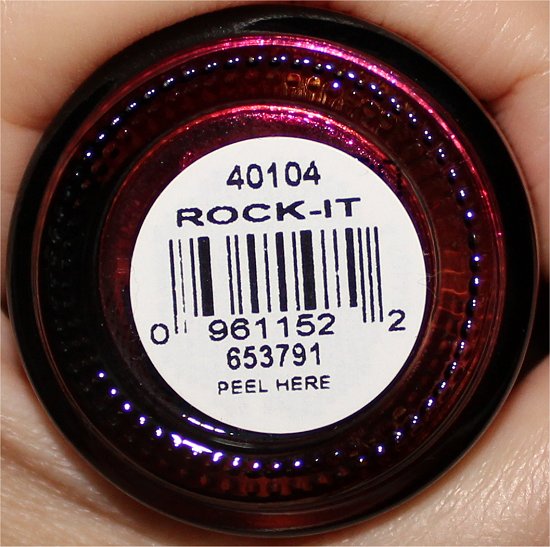 40104
ROCK-IT
0 961152 2
653791
PEEL HERE